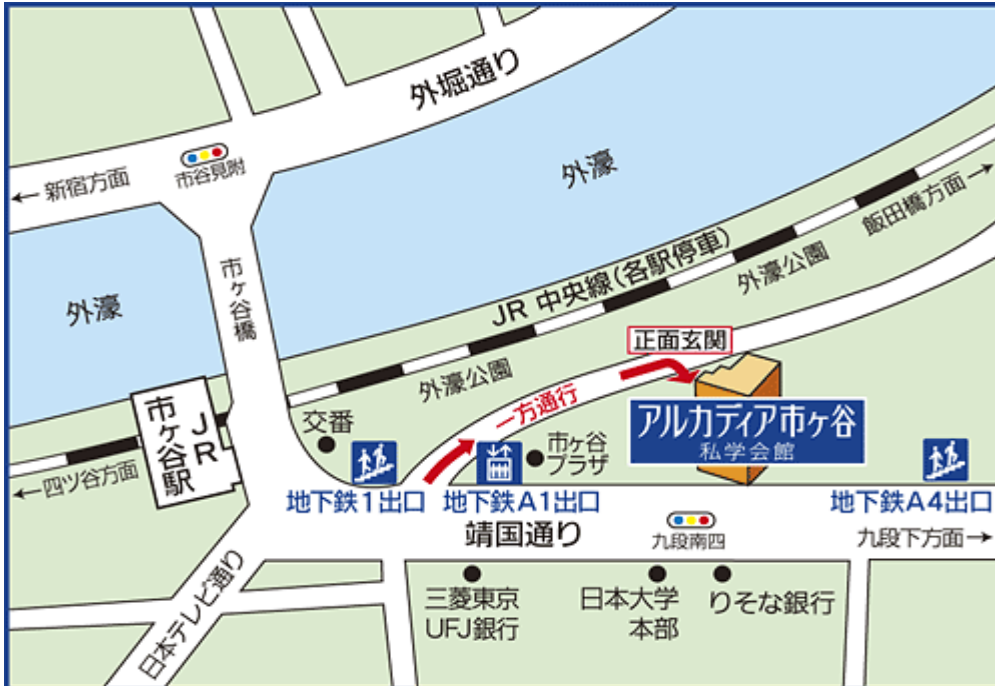 外堀通り
市谷見附
←新宿方面
外濠
飯田橋方面→
市ヶ谷橋
外濠
JR 中央線(各駅停車)
外濠公園
正面玄関
外濠公園
一方通行
アルカディア市ヶ谷
私学会館
JR
市ヶ谷駅
交番
市ヶ谷
プラザ
←四ツ谷方面
地下鉄1出口
地下鉄A1出口
地下鉄A4出口
靖国通り
九段南四
九段下方面→
日本テレビ通り
三菱東京
UFJ銀行
日本大学
本部
りそな銀行